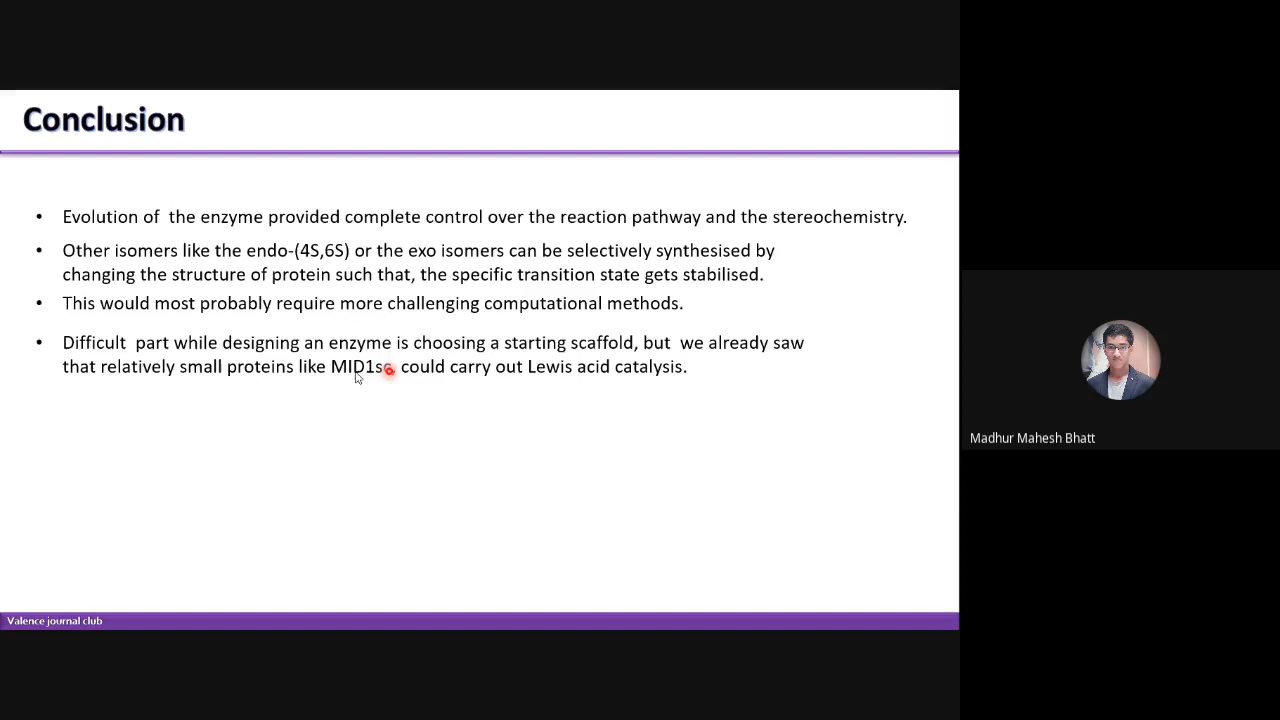 Conclusion
• Evolution of the enzyme provided complete control over the reaction pathway and the stereochemistry.
• Other isomers like the endo-(4S,6S) or the exo isomers can be selectively synthesised by
changing the structure of protein such that, the specific transition state gets stabilised.
• This would most probably require more challenging computational methods.
• Difficult part while designing an enzyme is choosing a starting scaffold, but we already saw
that relatively small proteins like MID1sc could carry out Lewis acid catalysis.
Madhur Mahesh Bhatt
Valence journal club